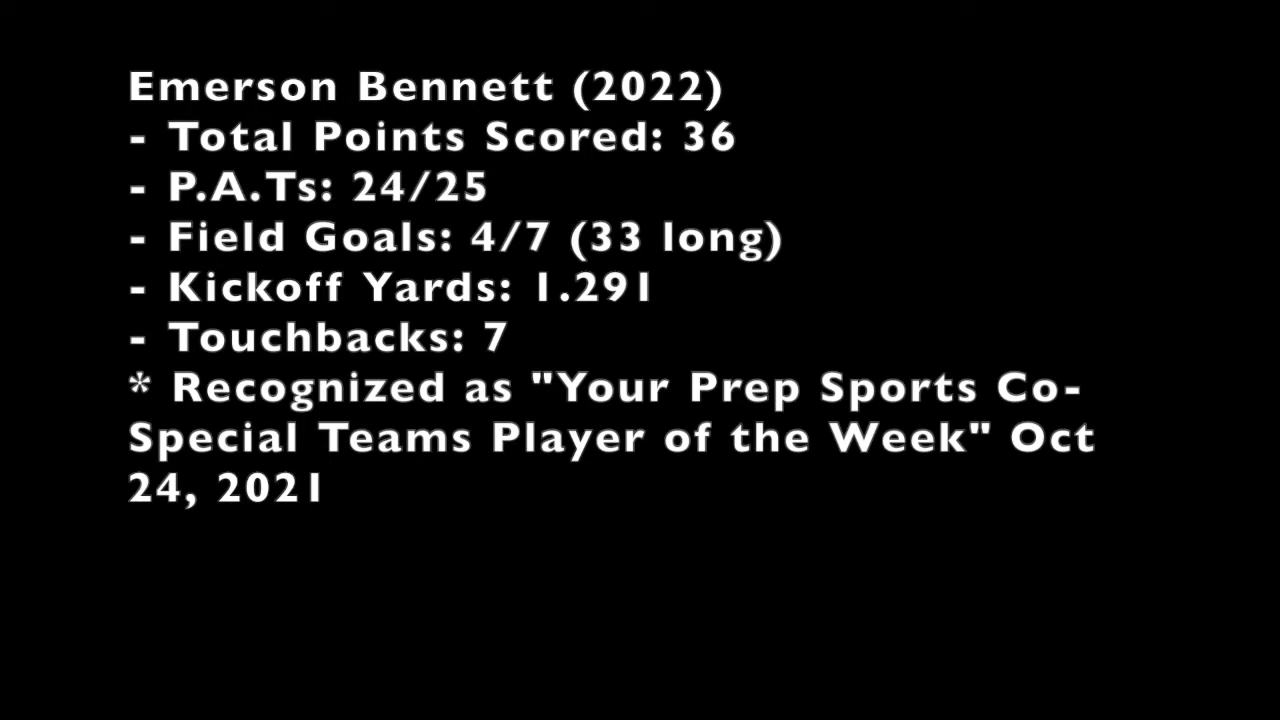 Emerson Bennett (2022)
- Total Points Scored: 36
- P.A.Ts: 24/25
- Field Goals: 4/7 (33 long)
- Kickoff Yards: 1.291
- Touchbacks: 7
* Recognized as "Your Prep Sports Co-
Special Teams Player of the Week" Oct
24, 2021